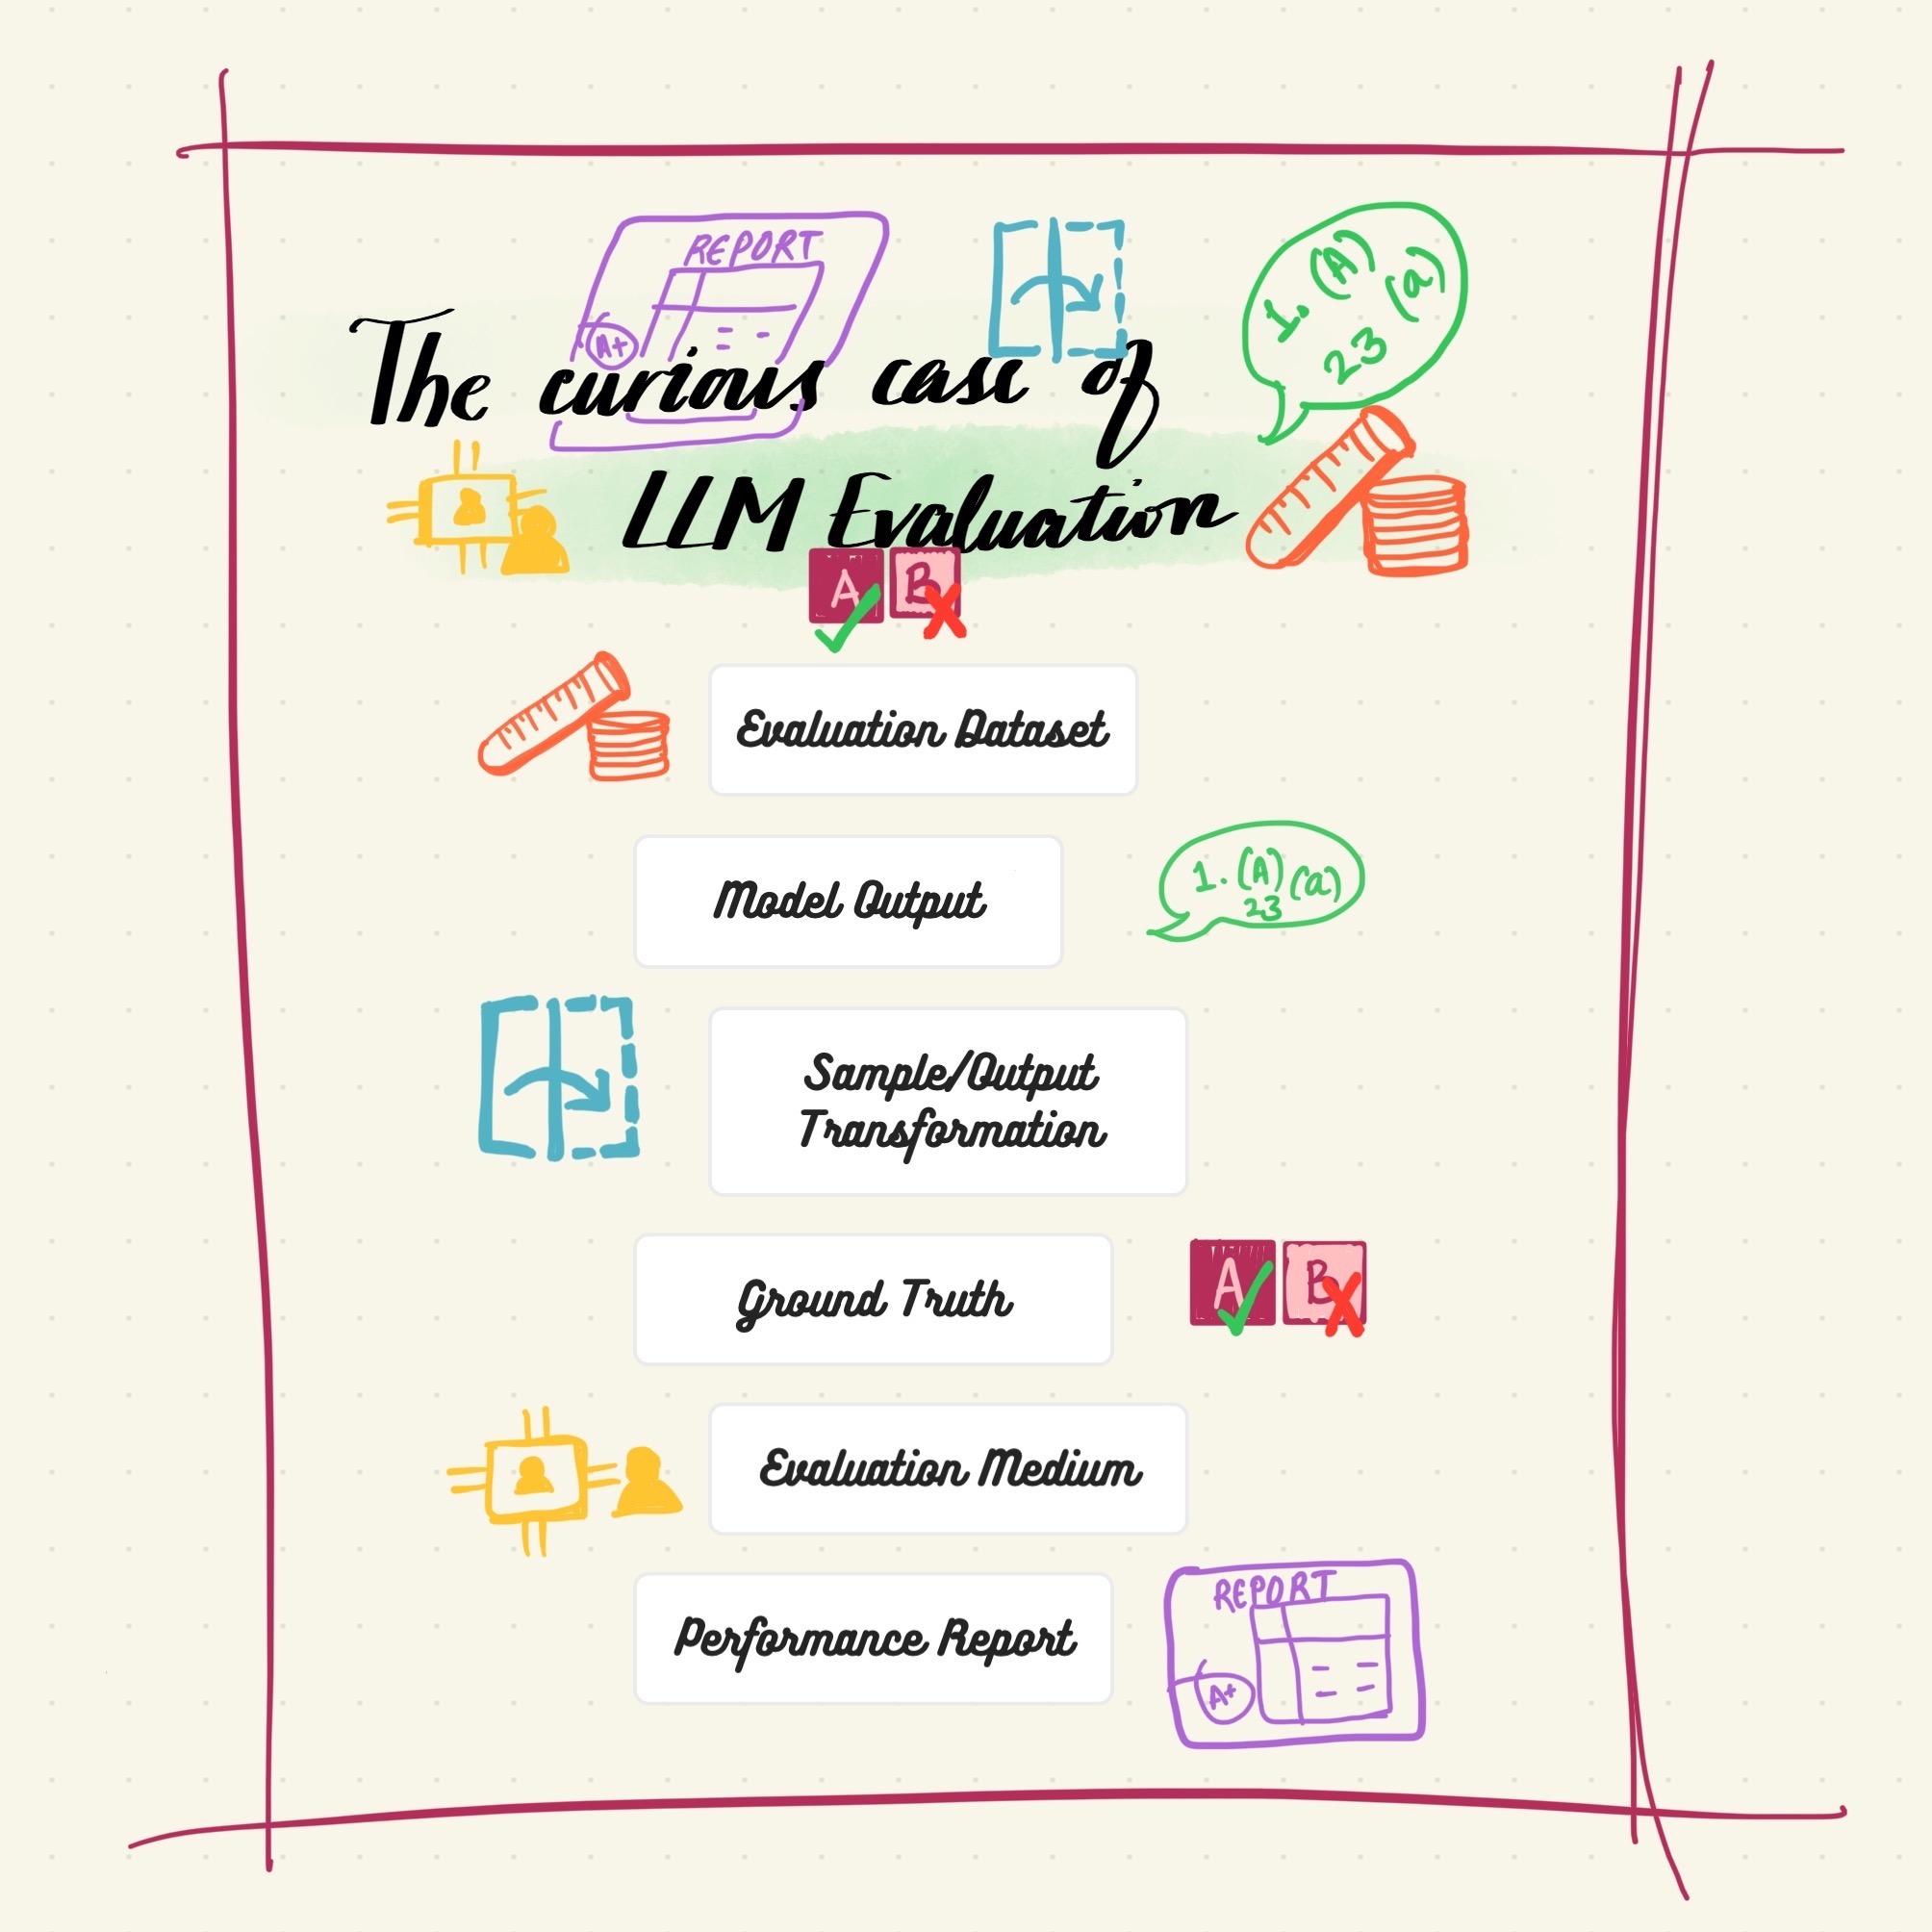 REPORT
A+
1. (A) (a)
23
The curious case of
LLM Evaluation
A B
Evaluation Dataset
Model Output
1. (A) (a)
23
Sample/Output
Transformation
Ground Truth
A B
Evaluation Medium
Performance Report
REPORT
A+